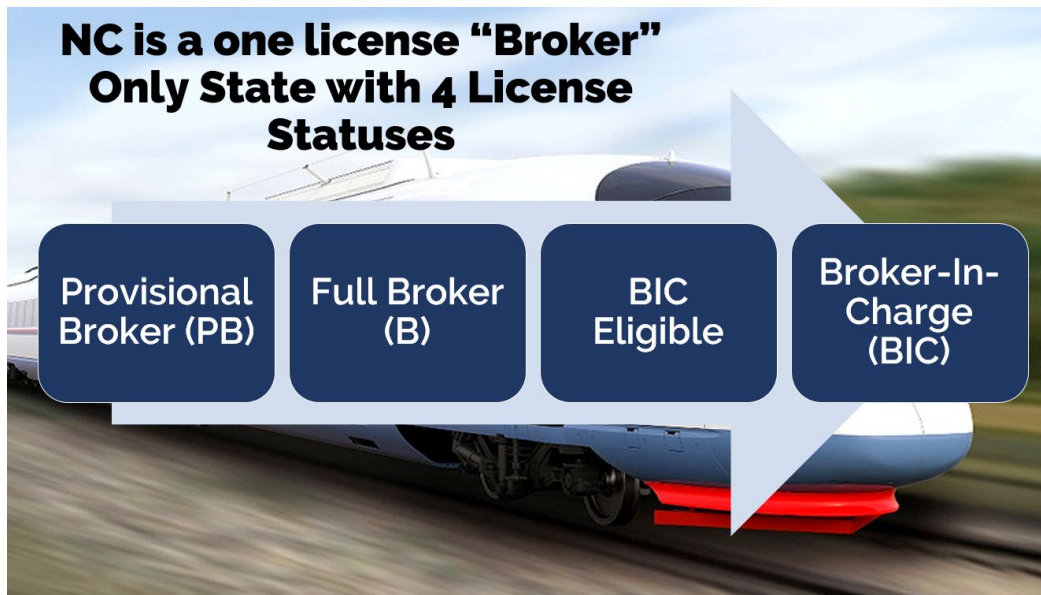 NC is a one license “Broker”
Only State with 4 License
Statuses
Provisional
Broker (PB)
Full Broker
(B)
BIC
Eligible
Broker-In-
Charge
(BIC)